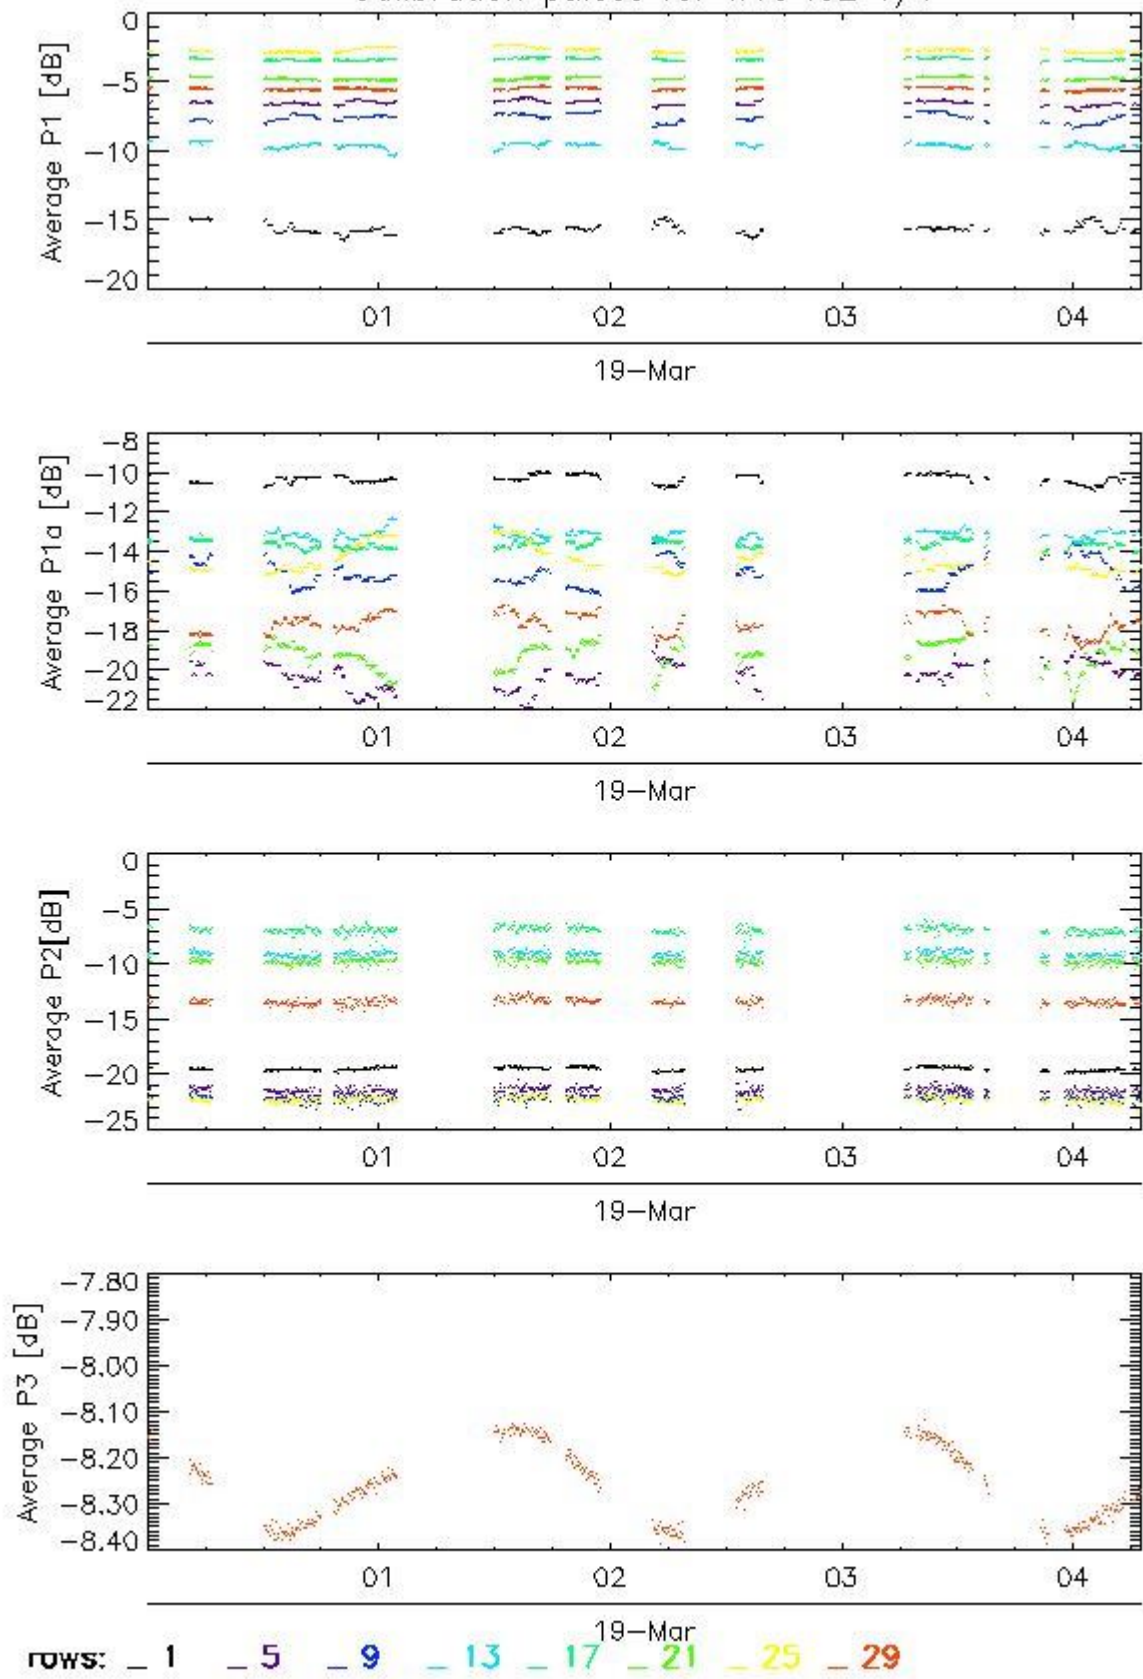 0
-5
-10
-15
-20
Average P1 [dB]
01 02 03 04
19-Mar
-8
-10
-12
-14
-16
-18
-20
-22
Average P1a [dB]
01 02 03 04
19-Mar
0
-5
-10
-15
-20
-25
Average P2[dB]
01 02 03 04
19-Mar
-7.80
-7.90
-8.00
-8.10
-8.20
-8.30
-8.40
Average P3 [dB]
01 02 03 04
19-Mar
rows: _ 1 _ 5 _ 9 _ 13 _ 17 _ 21 _ 25 _ 29